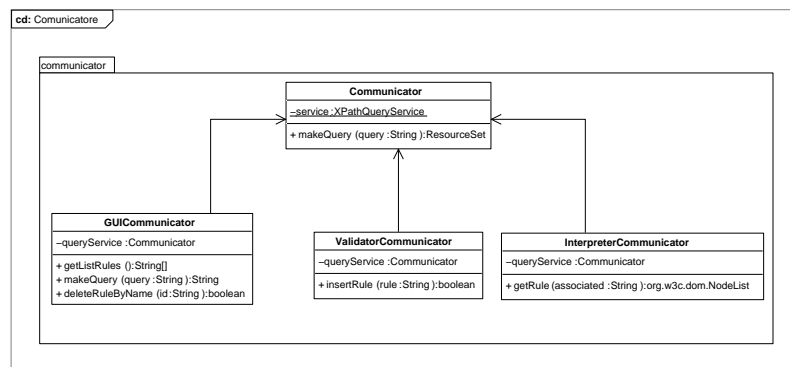 cd: Comunicatore
communicator
Communicator
–service :XPathQueryService
+ makeQuery (query :String ):ResourceSet
GUICommunicator
–queryService :Communicator
+ getListRules ():String[]
+ makeQuery (query :String ):String
+ deleteRuleByName (id :String ):boolean
ValidatorCommunicator
–queryService :Communicator
+ insertRule (rule :String ):boolean
InterpreterCommunicator
–queryService :Communicator
+ getRule (associated :String ):org.w3c.dom.NodeList